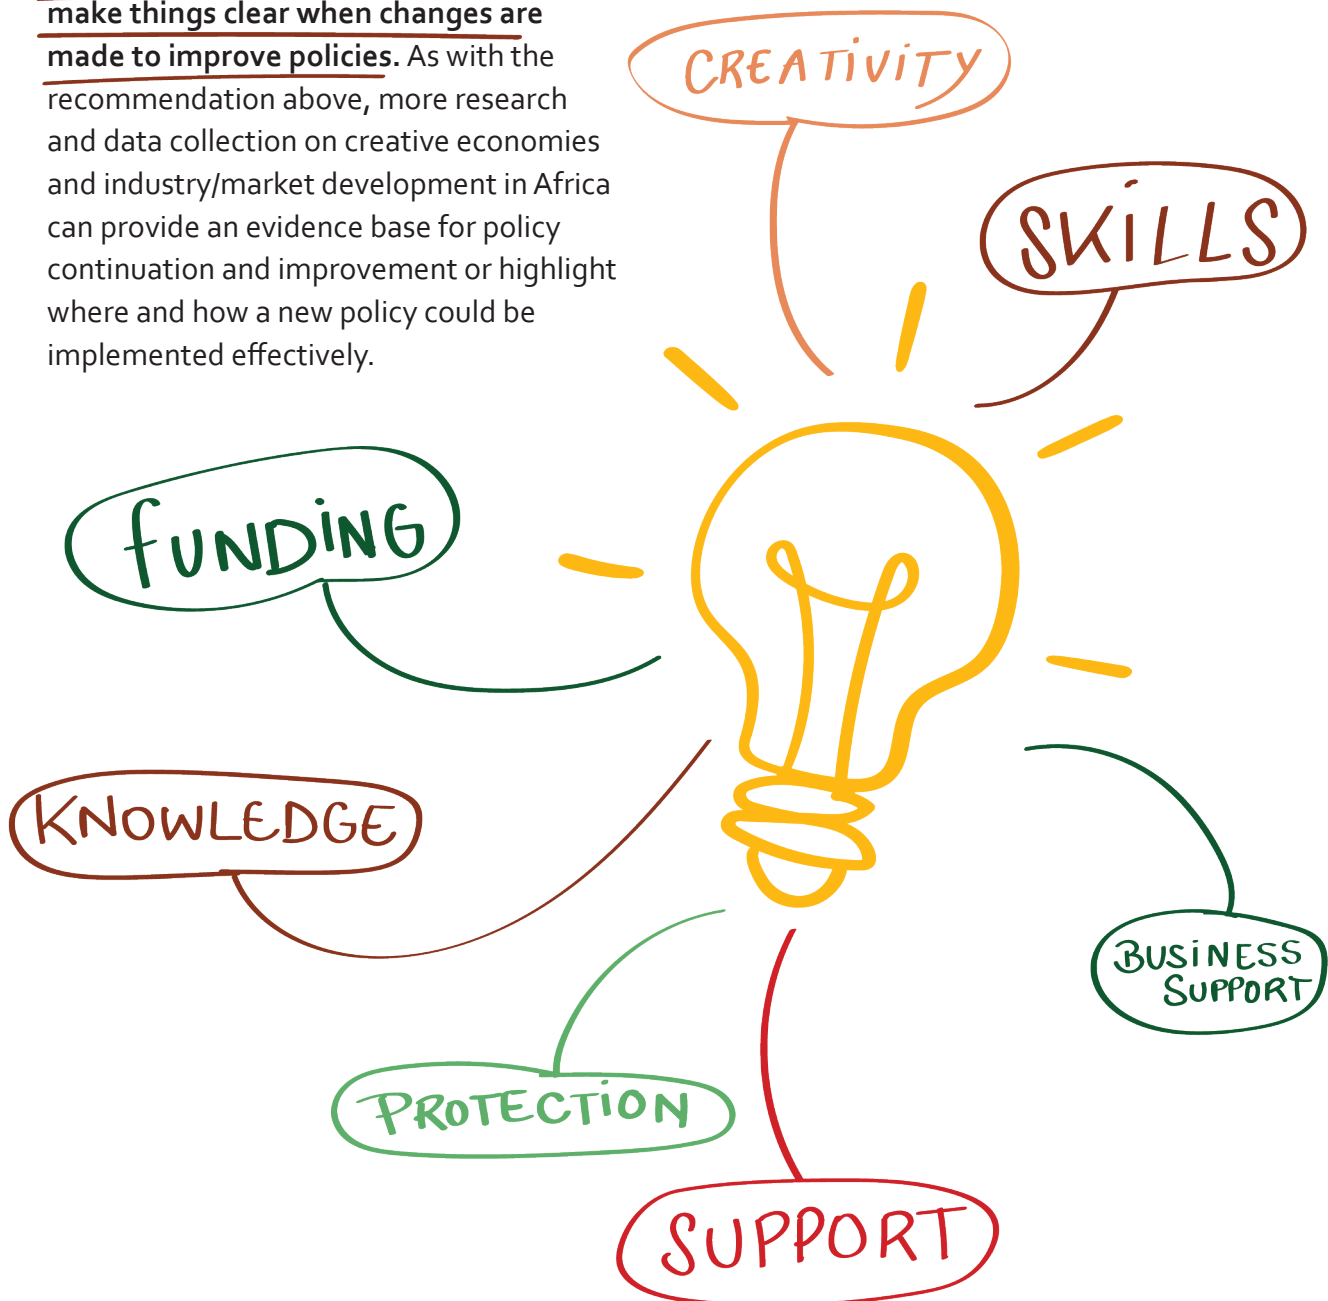 make things clear when changes are
made to improve policies. As with the
recommendation above, more research
and data collection on creative economies
and industry/market development in Africa
can provide an evidence base for policy
continuation and improvement or highlight
where and how a new policy could be
implemented effectively.
CREATIVITY
SKILLS
FUNDING
KNOWLEDGE
BUSINESS
SUPPORT
PROTECTION
SUPPORT